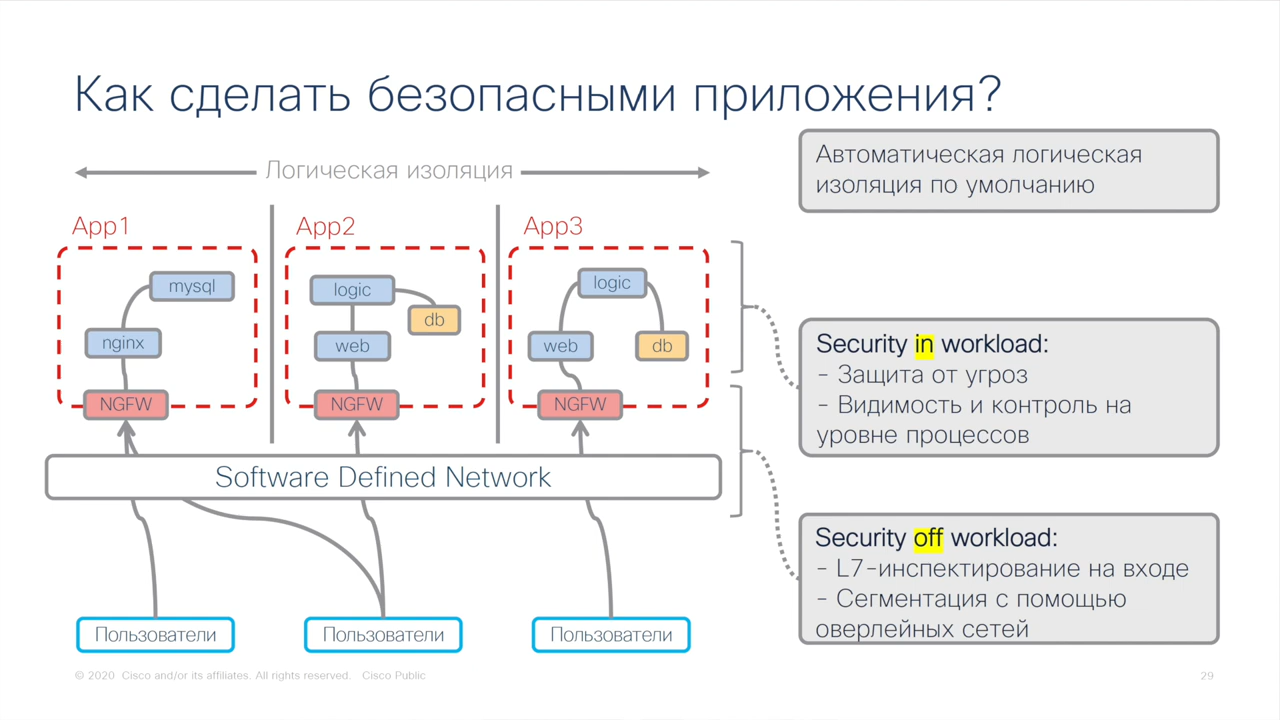 Как сделать безопасными приложения?
Логическая изоляция
App1
App2
App3
mysql
nginx
NGFW
logic
db
web
NGFW
logic
web
db
NGFW
Software Defined Network
Пользователи
Пользователи
Пользователи
Автоматическая логическая
изоляция по умолчанию
Security in workload:
- Защита от угроз
- Видимость и контроль на
уровне процессов
Security off workload:
- L7-инспектирование на входе
- Сегментация с помощью
оверлейных сетей
© 2020 Cisco and/or its affiliates. All rights reserved. Cisco Public
29